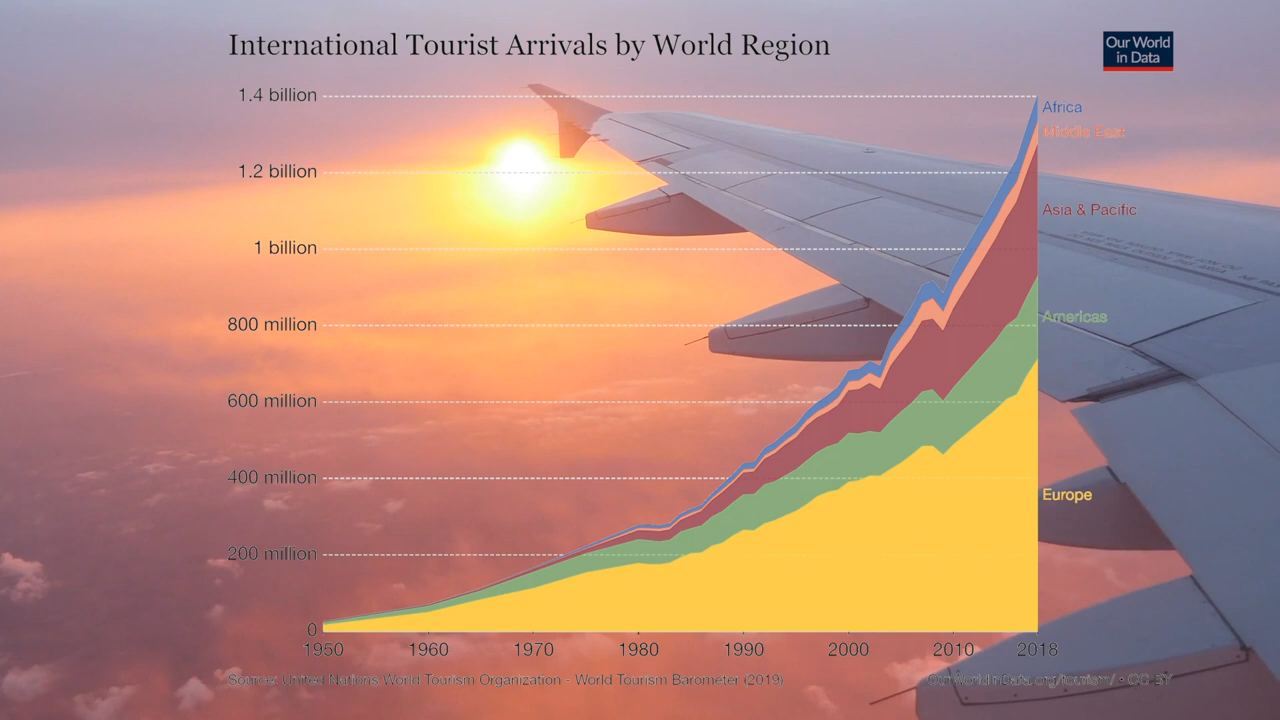 International Tourist Arrivals by World Region
Our World
in Data
1.4 billion
1.2 billion
1 billion
800 million
600 million
400 million
200 million
0
Africa
Middle East
Asia & Pacific
Americas
Europe
1950 1960 1970 1980 1990 2000 2010 2018
Source: United Nations World Tourism Organization - World Tourism Barometer (2019)
OurWorldInData.org/tourism/ • CC-BY